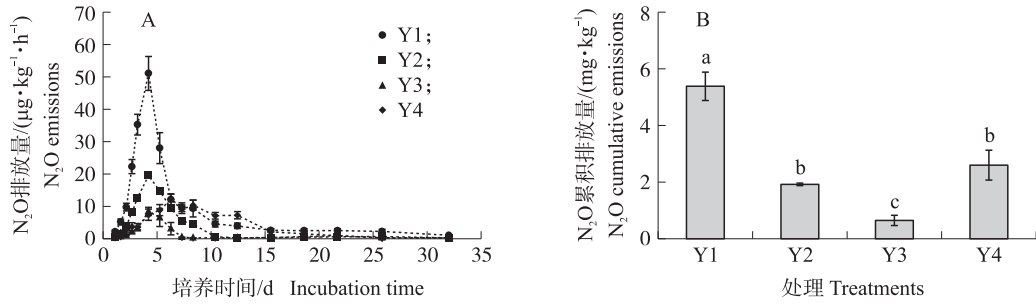 A
N₂O排放量/(μg·kg⁻¹·h⁻¹)
N₂O emissions
70
60
50
40
30
20
10
0
Y1；
Y2；
Y3；
Y4
0 5 10 15 20 25 30 35
培养时间/d Incubation time
B
N₂O累积排放量/(mg·kg⁻¹)
N₂O cumulative emissions
8
6
4
2
0
a
b
c
b
Y1 Y2 Y3 Y4
处理 Treatments